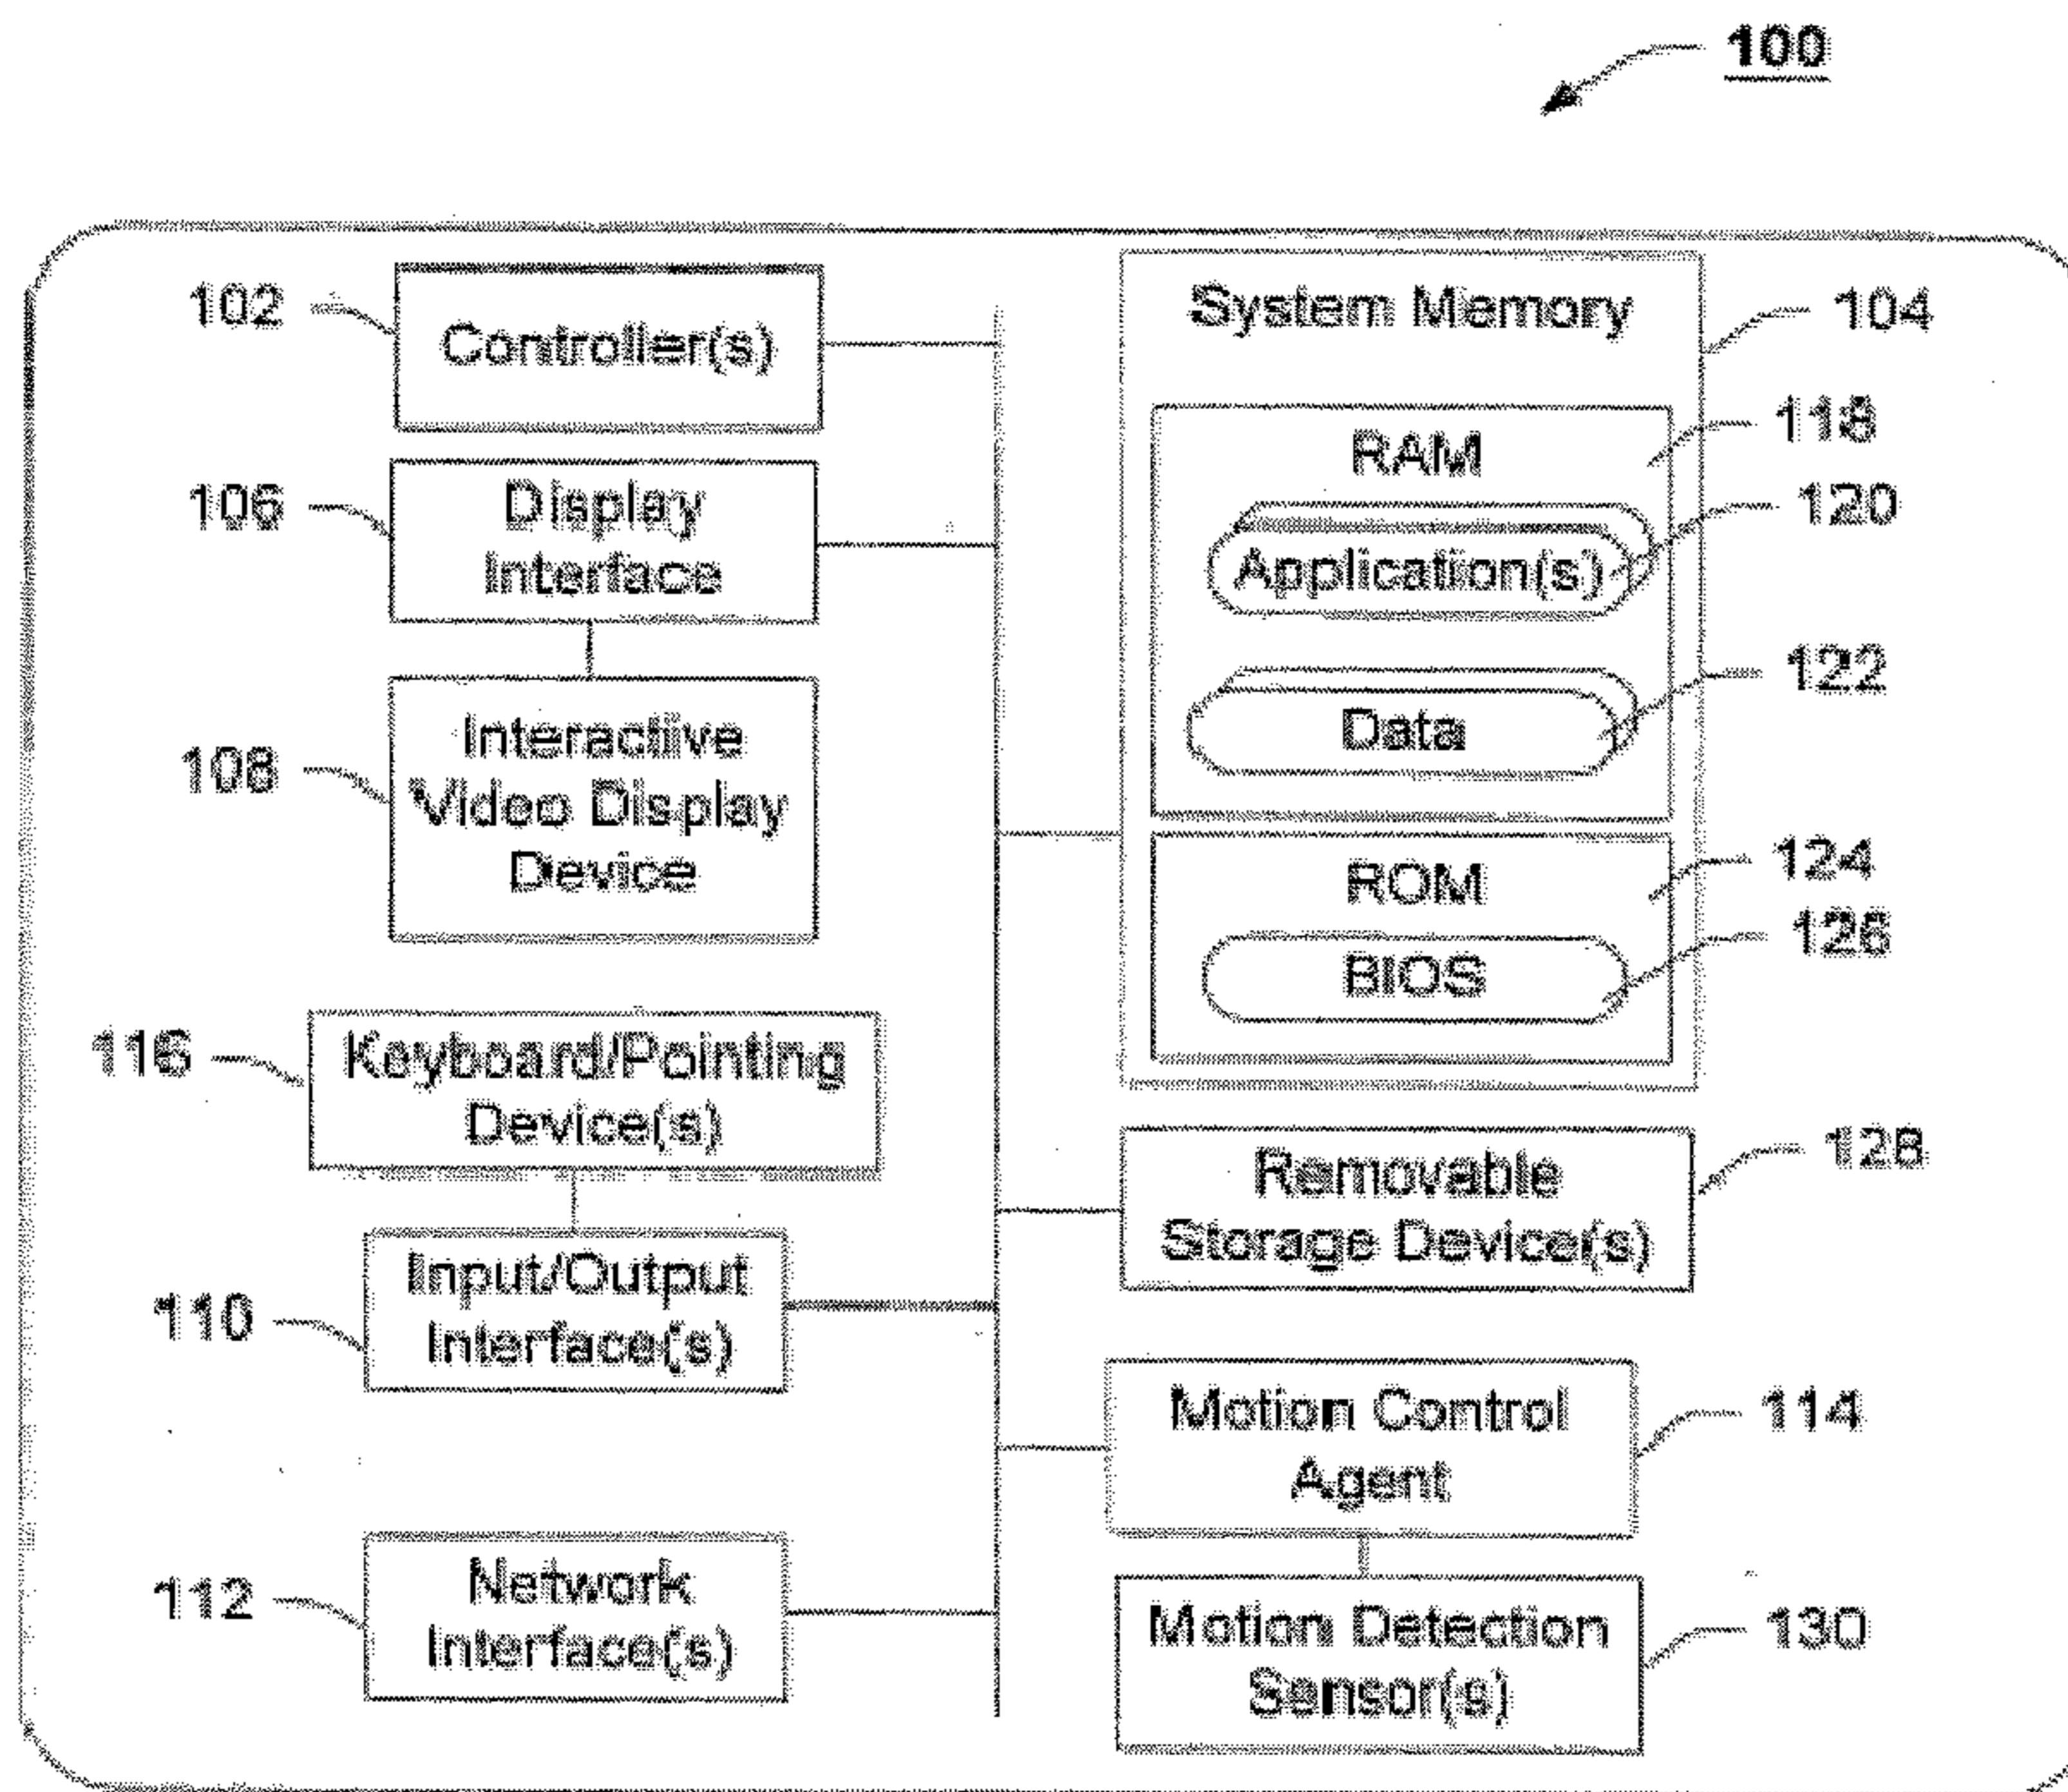 100
102
Controller(s)
System Memory
104
RAM
118
106
Display
Interface
Application(s)
120
108
Interactive
Video Display
Device
Data
122
ROM
124
BIOS
126
116
Keyboard/Pointing
Device(s)
Removable
Storage Device(s)
128
110
Input/Output
Interface(s)
Motion Control
Agent
114
112
Network
Interface(s)
Motion Detection
Sensor(s)
130